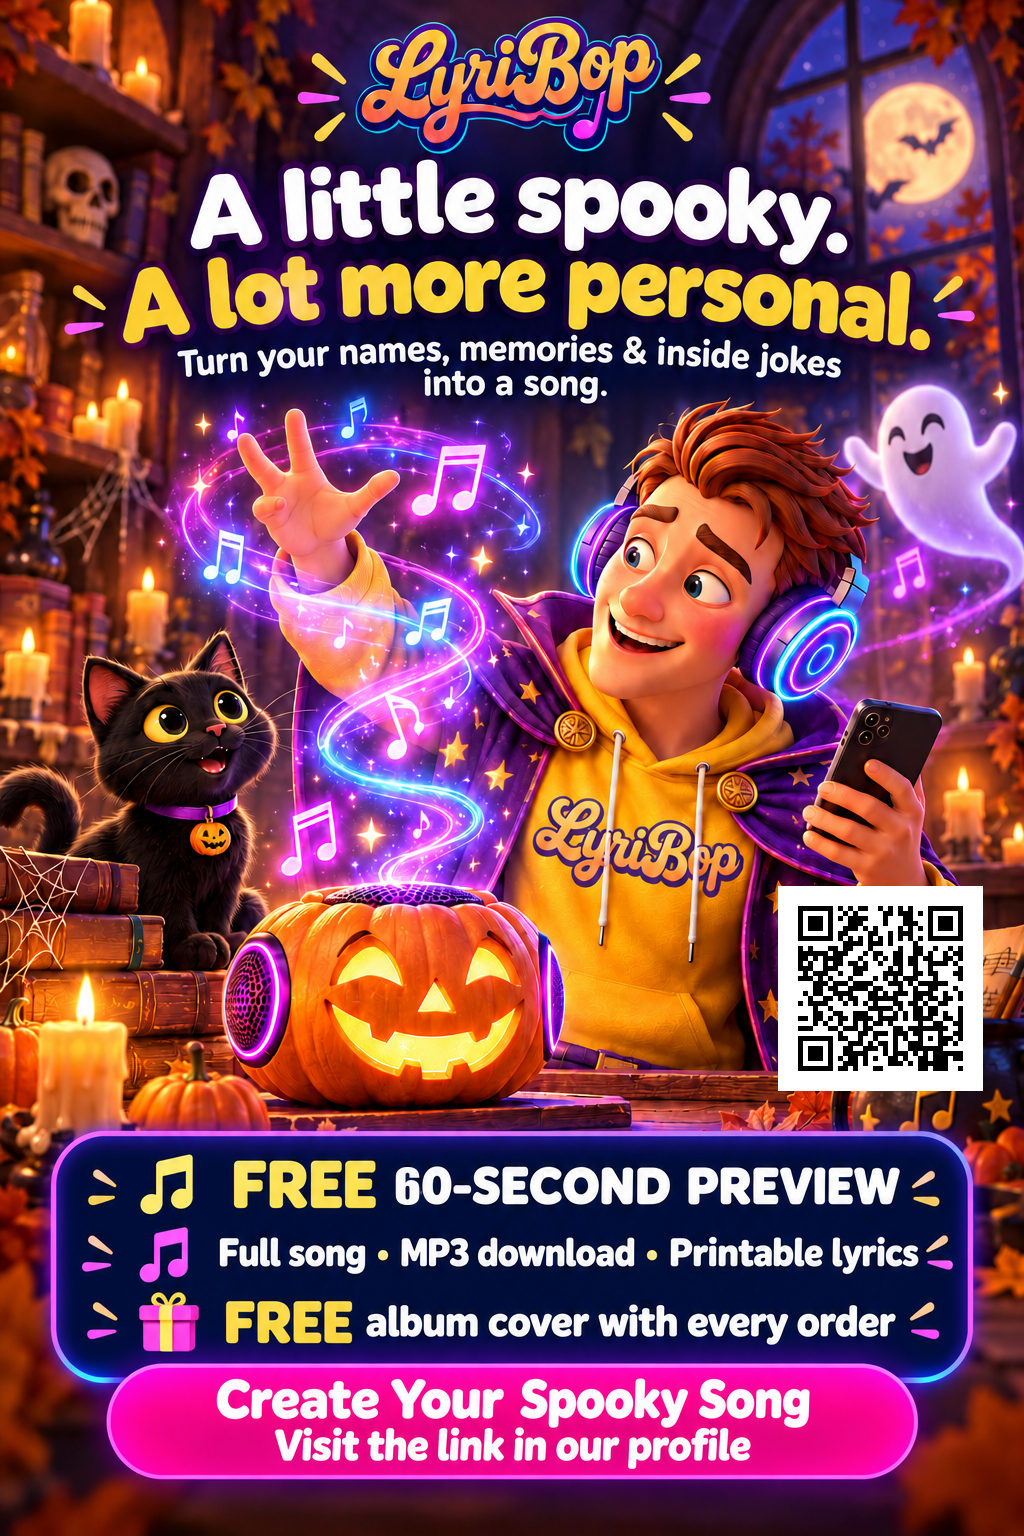 LyriBop
A little spooky.
A lot more personal.
Turn your names, memories & inside jokes
into a song.
LyriBop
FREE 60-SECOND PREVIEW
Full song • MP3 download • Printable lyrics
FREE album cover with every order
Create Your Spooky Song
Visit the link in our profile